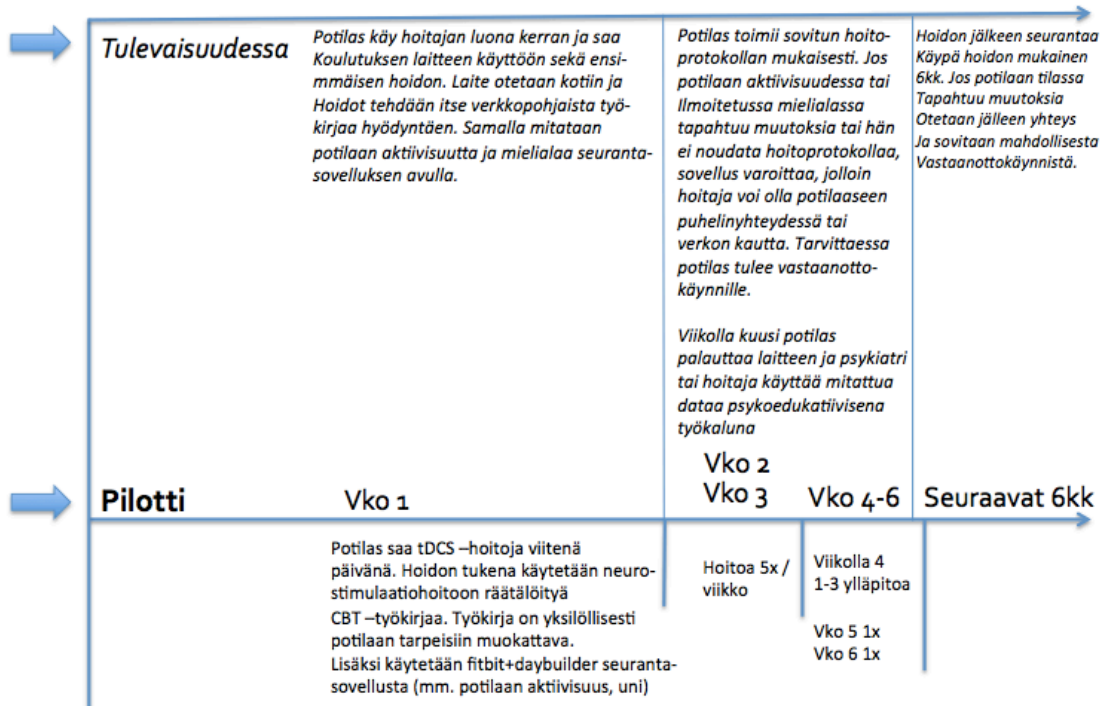 Tulevaisuudessa
Potilas käy hoitajan luona kerran ja saa
Koulutuksen laitteen käyttöön sekä ensi-
mmäisen hoidon. Laite otetaan kotiin ja
Hoidot tehdään itse verkkopohjaista työ-
kirjaa hyödyntäen. Samalla mitataan
potilaan aktiivisuutta ja mielialaa seuranta-
sovelluksen avulla.
Potilas toimii sovitun hoito-
protokollan mukaisesti. Jos
potilaan aktiivisuudessa tai
Ilmoitetussa mielialassa
tapahtuu muutoksia tai hän
ei noudata hoitoprotokollaa,
sovellus varoittaa, jolloin
hoitaja voi olla potilaaseen
puhelinyhteydessä tai
verkon kautta. Tarvittaessa
potilas tulee vastaanotto-
käynnille.
Viikolla kuusi potilas
palauttaa laitteen ja psykiatri
tai hoitaja käyttää mitattua
dataa psykoedukatiivisena
työkaluna
Hoidon jälkeen seurantaa
Käypä hoidon mukainen
6kk. Jos potilaan tilassa
Tapahtuu muutoksia
Otetaan jälleen yhteys
Ja sovitaan mahdollisesta
Vastaanottokäynnistä.
Pilotti
Vko 1
Vko 2
Vko 3
Vko 4-6
Seuraavat 6kk
Potilas saa tDCS –hoitoja viitenä
päivänä. Hoidon tukena käytetään neuro-
stimulaatiohoitoon räätälöityä
CBT –työkirjaa. Työkirja on yksilöllisesti
potilaan tarpeisiin muokattava.
Lisäksi käytetään fitbit+daybuilder seuranta-
sovellusta (mm. potilaan aktiivisuus, uni)
Hoitoa 5x /
viikko
Viikolla 4
1-3 ylläpitoa
Vko 5 1x
Vko 6 1x